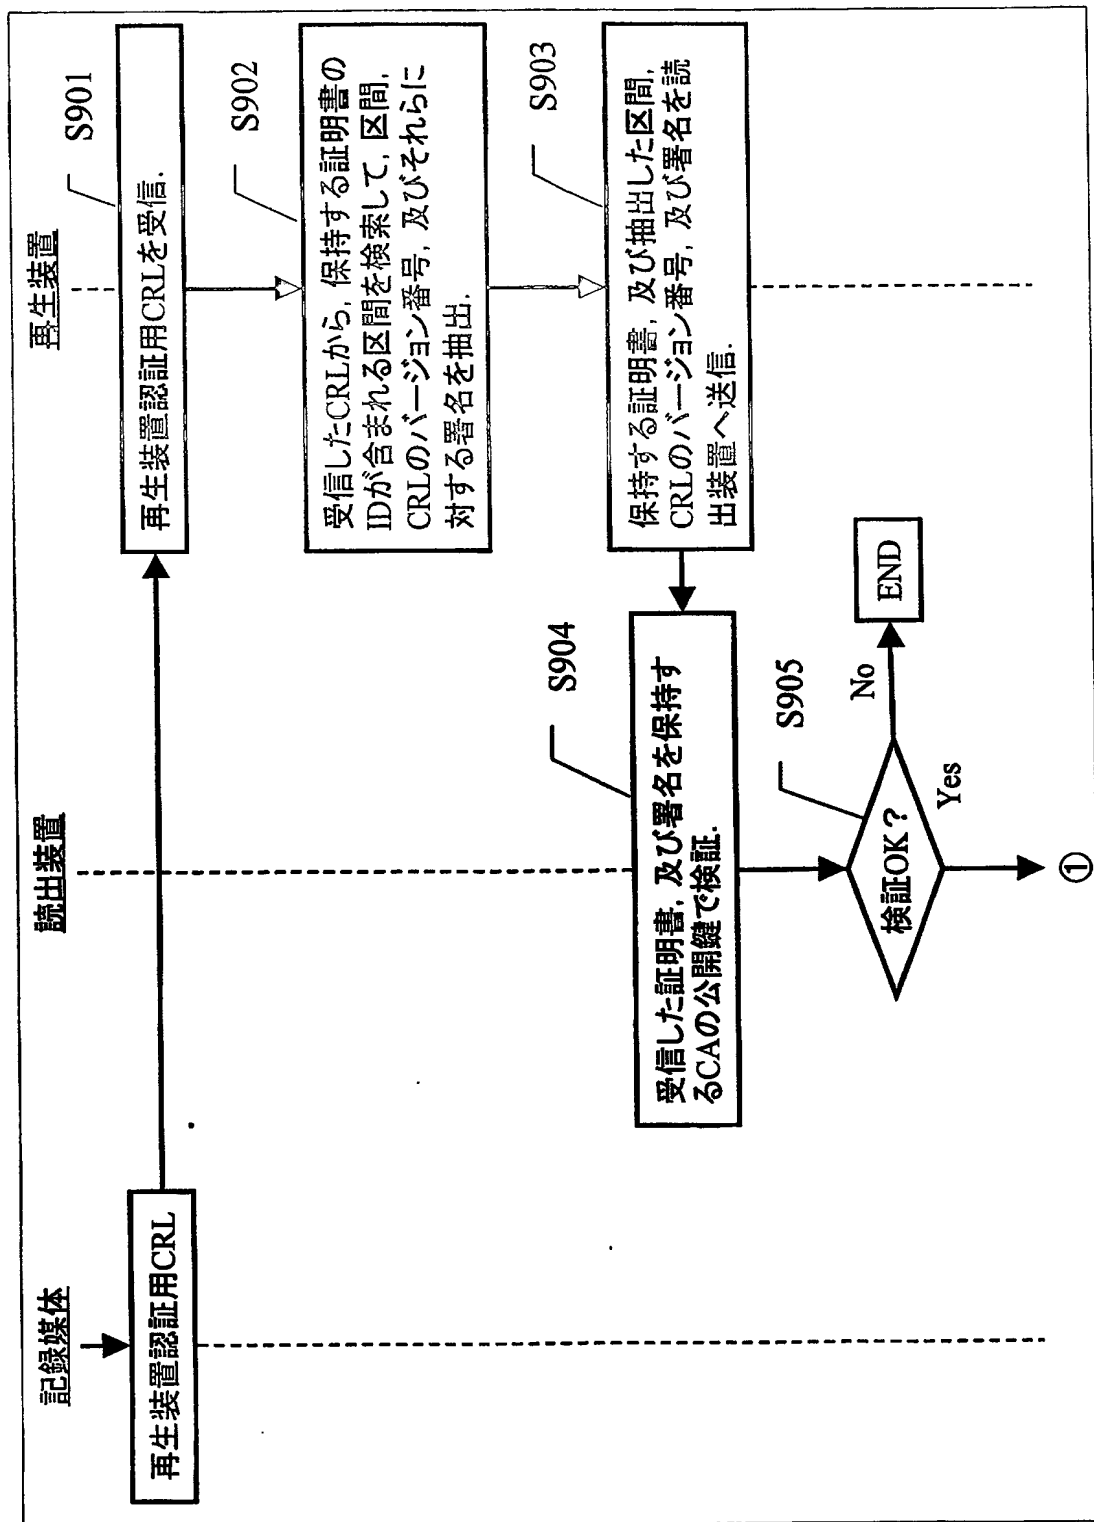 記録媒体
読出装置
再生装置
再生装置認証用CRL
S901
再生装置認証用CRLを受信.
S902
受信したCRLから, 保持する証明書の
IDが含まれる区間を検索して, 区間,
CRLのバージョン番号, 及びそれらに
対する署名を抽出.
S903
保持する証明書, 及び抽出した区間,
CRLのバージョン番号, 及び署名を読
出装置へ送信.
S904
受信した証明書, 及び署名を保持す
るCAの公開鍵で検証.
S905
検証OK?
No
END
Yes
①